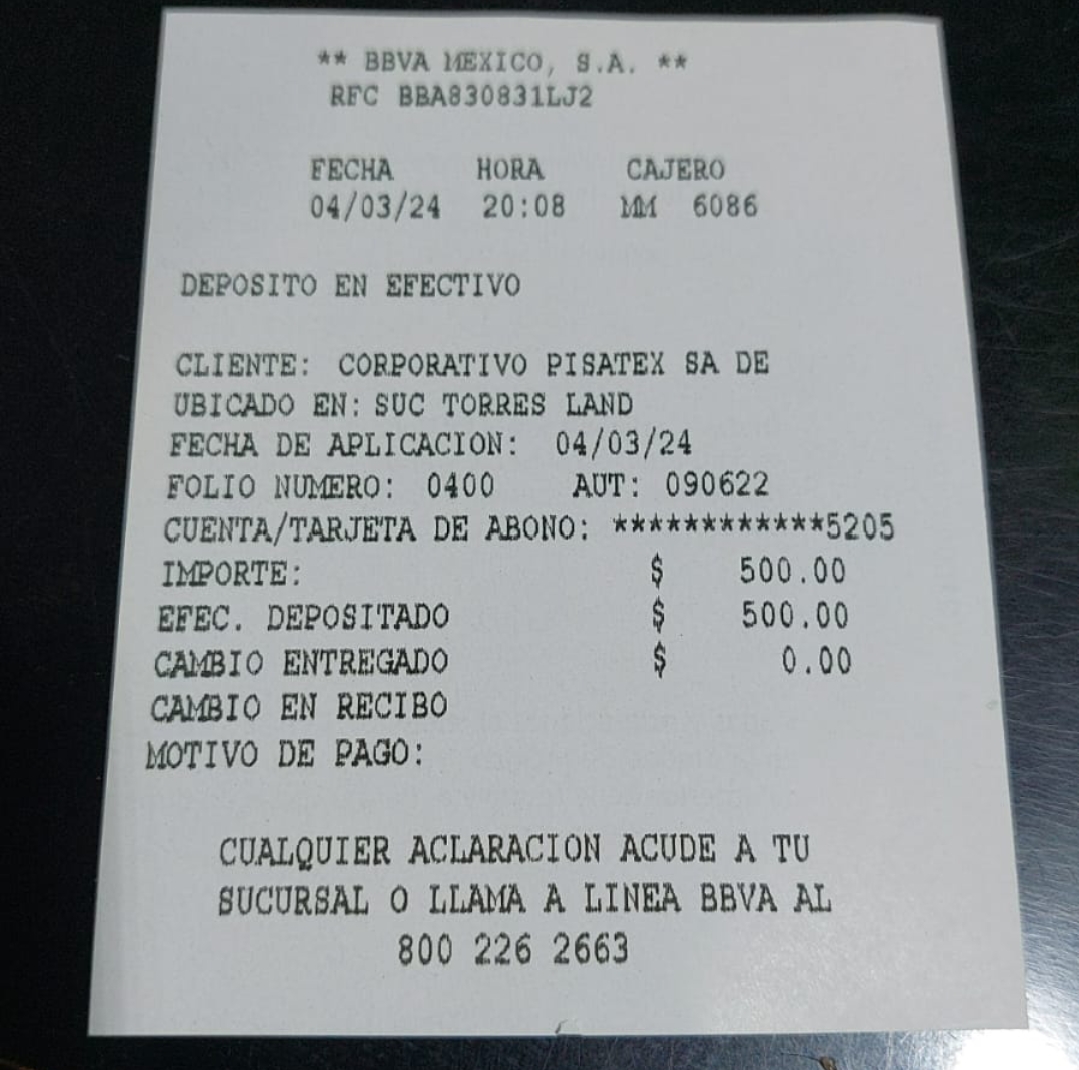 ** BBVA MEXICO, S.A. **
RFC BBA830831LJ2
FECHA HORA CAJERO
04/03/24 20:08 MM 6086
DEPOSITO EN EFECTIVO
CLIENTE: CORPORATIVO PISATEX SA DE
UBICADO EN: SUC TORRES LAND
FECHA DE APLICACION: 04/03/24
FOLIO NUMERO: 0400 AUT: 090622
CUENTA/TARJETA DE ABONO: ************5205
IMPORTE: $ 500.00
EFEC. DEPOSITADO $ 500.00
CAMBIO ENTREGADO $ 0.00
CAMBIO EN RECIBO
MOTIVO DE PAGO:
CUALQUIER ACLARACION ACUDE A TU
SUCURSAL O LLAMA A LINEA BBVA AL
800 226 2663